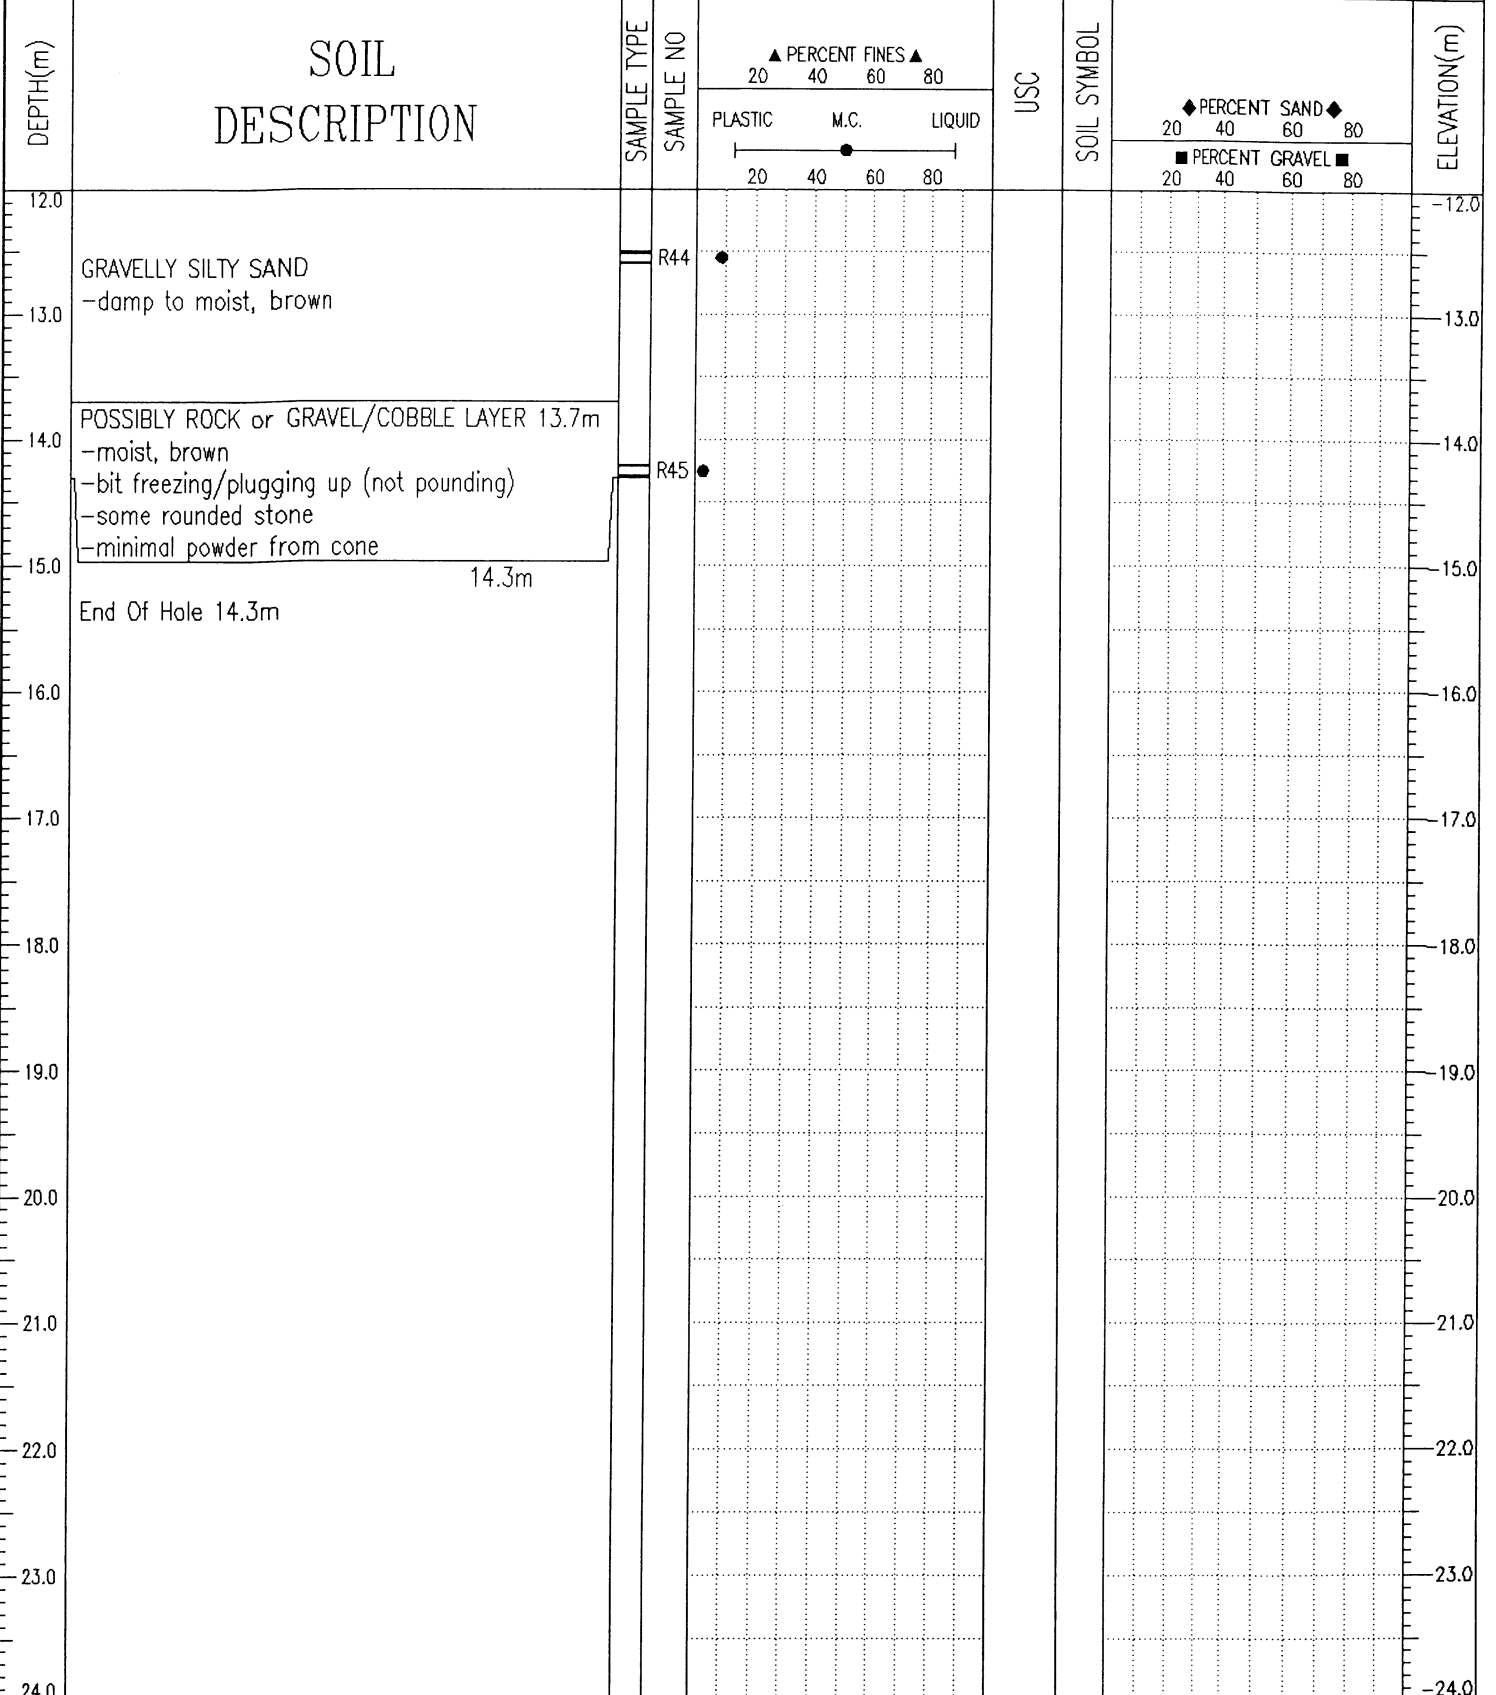 DEPTH(m)
SOIL
DESCRIPTION
SAMPLE TYPE
SAMPLE NO
▲ PERCENT FINES ▲
20 40 60 80
PLASTIC M.C. LIQUID
20 40 60 80
USC
SOIL SYMBOL
◆ PERCENT SAND ◆
20 40 60 80
■ PERCENT GRAVEL ■
20 40 60 80
ELEVATION(m)
12.0
-12.0
R44
GRAVELLY SILTY SAND
-damp to moist, brown
13.0
-13.0
POSSIBLY ROCK or GRAVEL/COBBLE LAYER 13.7m
14.0
-14.0
-moist, brown
R45
-bit freezing/plugging up (not pounding)
-some rounded stone
-minimal powder from cone
15.0
-15.0
14.3m
End Of Hole 14.3m
16.0
-16.0
17.0
-17.0
18.0
-18.0
19.0
-19.0
20.0
-20.0
21.0
-21.0
22.0
-22.0
23.0
-23.0
24.0
-24.0